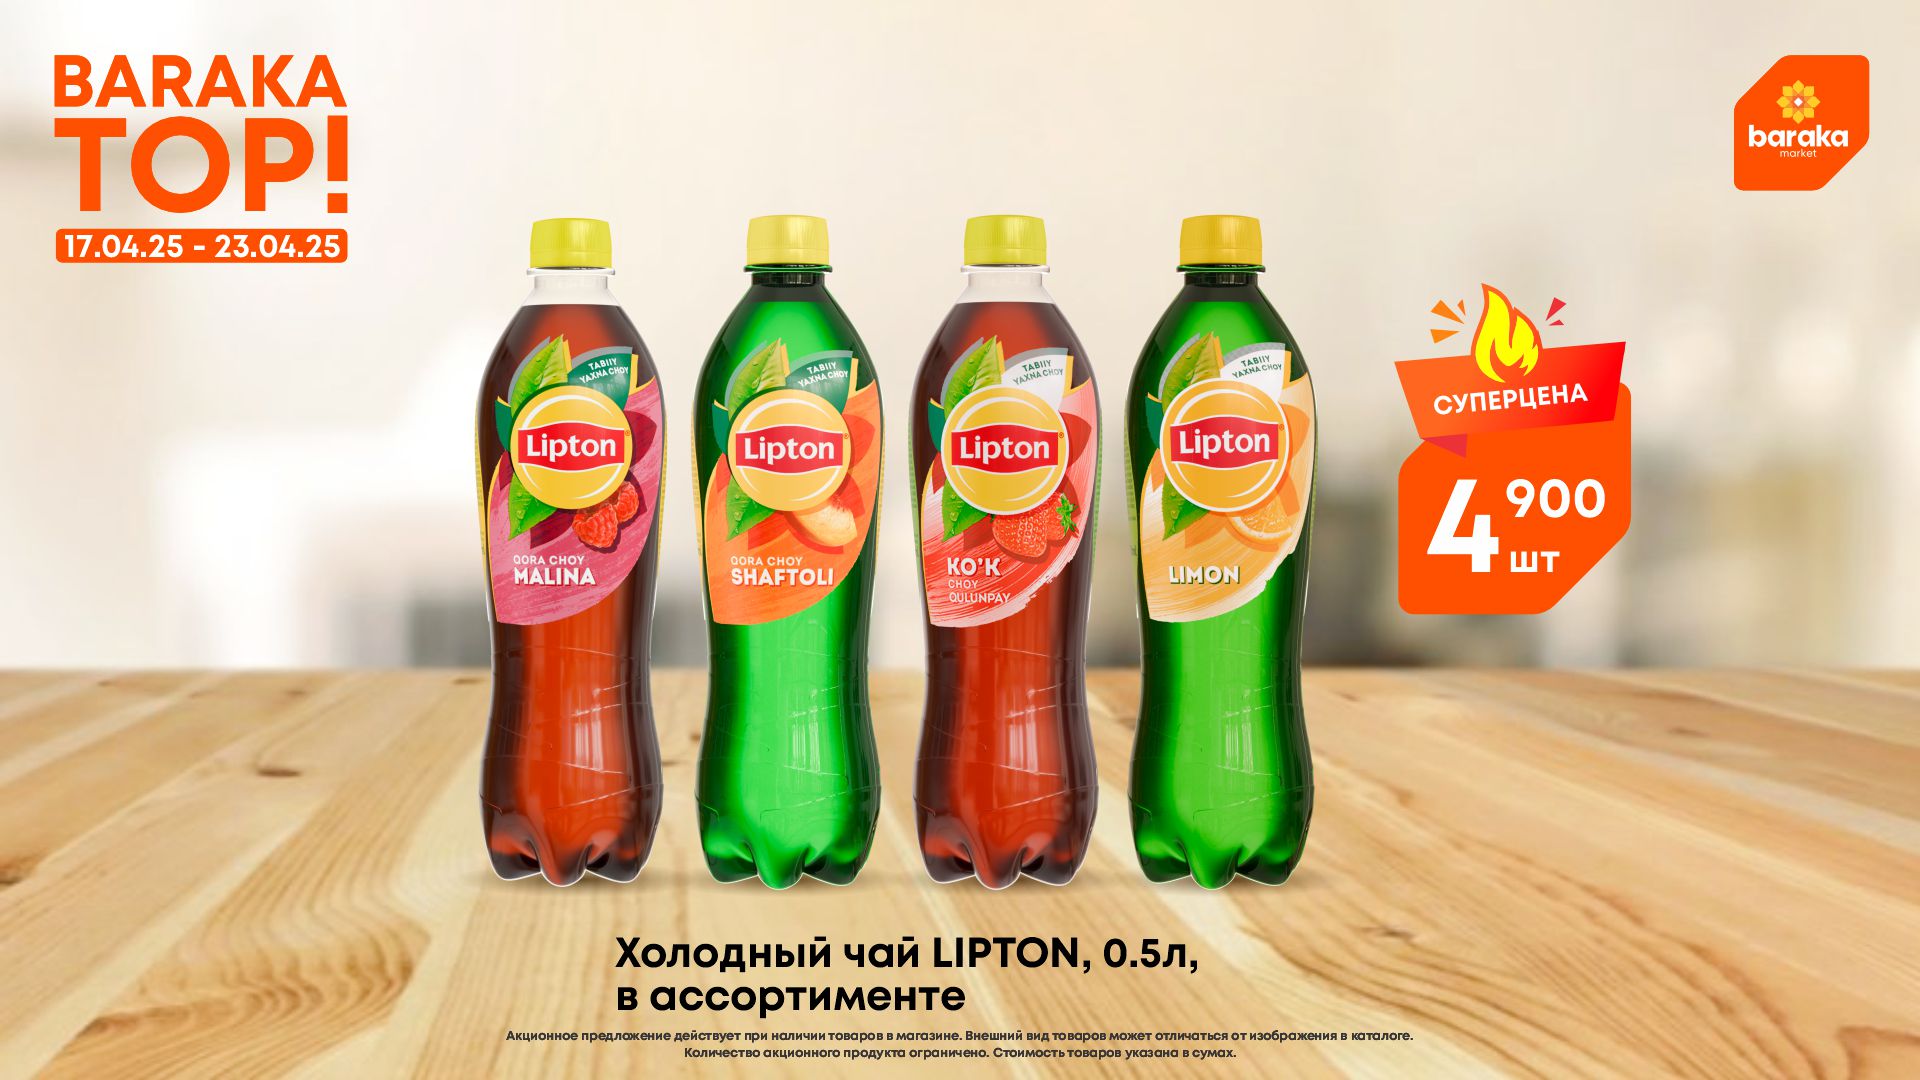 BARAKA
TOP!
17.04.25 - 23.04.25
baraka
market
TABIIY
YAXNA CHOY
Lipton
QORA CHOY
MALINA
TABIIY
YAXNA CHOY
Lipton
QORA CHOY
SHAFTOLI
TABIIY
YAXNA CHOY
Lipton
KO'K
CHOY
QULUNPAY
TABIIY
YAXNA CHOY
Lipton
LIMON
СУПЕРЦЕНА
4 900
шт
Холодный чай LIPTON, 0.5л,
в ассортименте
Акционное предложение действует при наличии товаров в магазине. Внешний вид товаров может отличаться от изображения в каталоге.
Количество акционного продукта ограничено. Стоимость товаров указана в сумах.